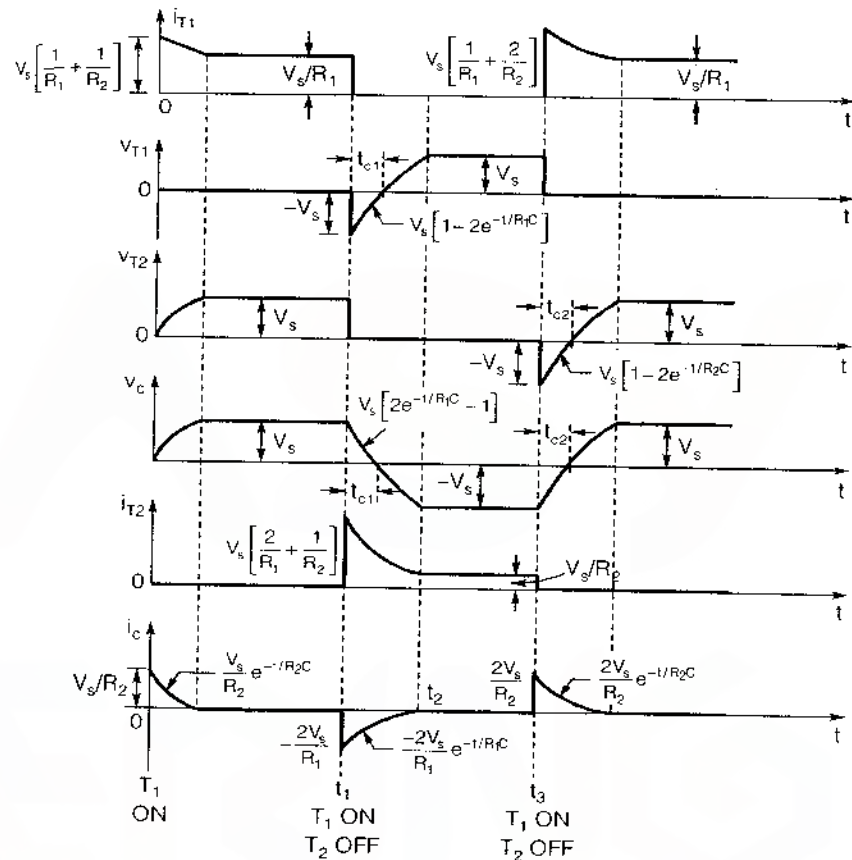 i_T1
V_s[1/R_1 + 1/R_2]
V_s/R_1
V_s[1/R_1 + 2/R_2]
V_s/R_1
0
t
v_T1
t_c1
0
V_s
-V_s
V_s[1-2e^-t/R_1C]
t
v_T2
t_c2
V_s
0
V_s
-V_s
V_s[1-2e^-t/R_2C]
t
v_c
V_s[2e^-t/R_1C - 1]
t_c2
V_s
V_s
-V_s
t_c1
t
i_T2
V_s[2/R_1 + 1/R_2]
V_s/R_2
0
t
i_c
V_s/R_2
V_s/R_2 e^-t/R_2C
2V_s/R_2
2V_s/R_2 e^-t/R_2C
t_2
0
t
-2V_s/R_1
-2V_s/R_1 e^-t/R_1C
T_1
ON
t_1
T_1 ON
T_2 OFF
t_3
T_1 ON
T_2 OFF